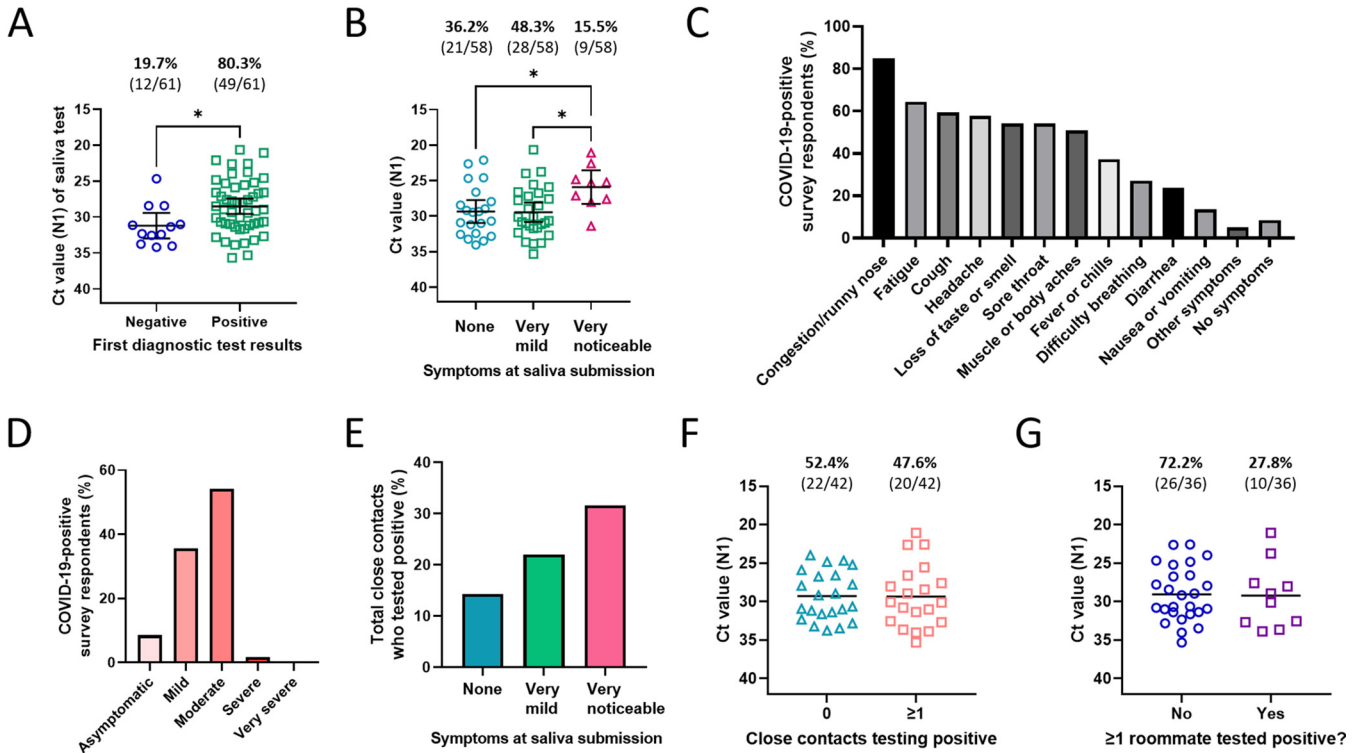 A
19.7%
80.3%
(12/61)
(49/61)
*
Ct value (N1) of saliva test
15
20
25
30
35
40
Negative
Positive
First diagnostic test results
B
36.2%
48.3%
15.5%
(21/58)
(28/58)
(9/58)
*
*
Ct value (N1)
15
20
25
30
35
40
None
Very
mild
Very
noticeable
Symptoms at saliva submission
C
COVID-19-positive
survey respondents (%)
100
80
60
40
20
0
Congestion/runny nose
Fatigue
Cough
Headache
Loss of taste or smell
Sore throat
Muscle or body aches
Fever or chills
Difficulty breathing
Diarrhea
Nausea or vomiting
Other symptoms
No symptoms
D
COVID-19-positive
survey respondents (%)
60
40
20
0
Asymptomatic
Mild
Moderate
Severe
Very severe
E
Total close contacts
who tested positive (%)
40
30
20
10
0
None
Very
mild
Very
noticeable
Symptoms at saliva submission
F
52.4%
47.6%
(22/42)
(20/42)
Ct value (N1)
15
20
25
30
35
40
0
≥1
Close contacts testing positive
G
72.2%
27.8%
(26/36)
(10/36)
Ct value (N1)
15
20
25
30
35
40
No
Yes
≥1 roommate tested positive?